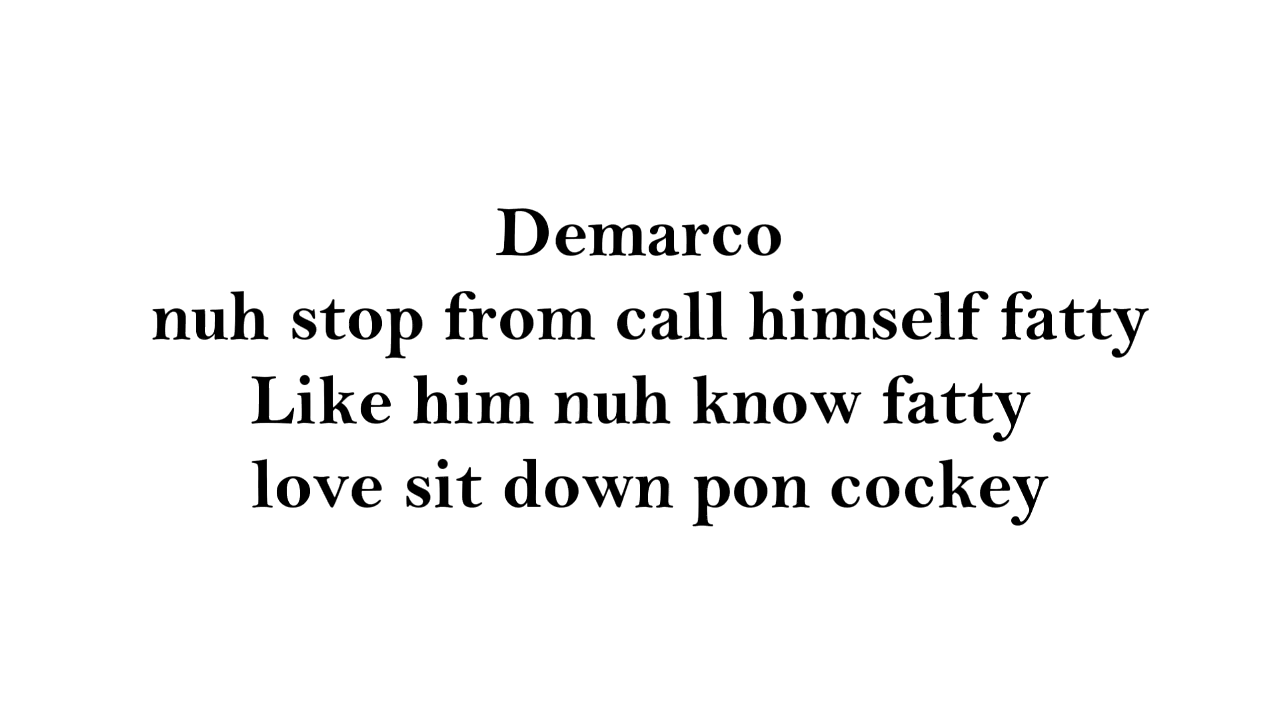 Demarco
nuh stop from call himself fatty
Like him nuh know fatty
love sit down pon cockey